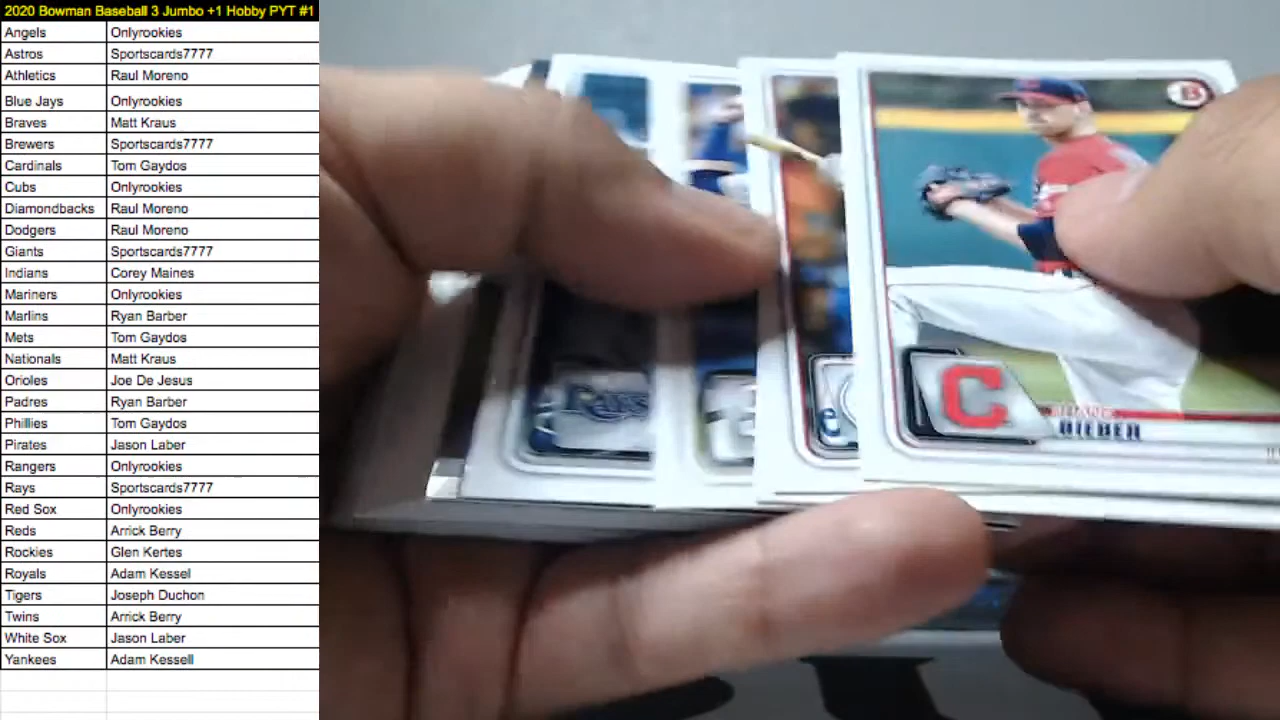 2020 Bowman Baseball 3 Jumbo +1 Hobby PYT #1
Angels Onlyrookies
Astros Sportscards7777
Athletics Raul Moreno
Blue Jays Onlyrookies
Braves Matt Kraus
Brewers Sportscards7777
Cardinals Tom Gaydos
Cubs Onlyrookies
Diamondbacks Raul Moreno
Dodgers Raul Moreno
Giants Sportscards7777
Indians Corey Maines
Mariners Onlyrookies
Marlins Ryan Barber
Mets Tom Gaydos
Nationals Matt Kraus
Orioles Joe De Jesus
Padres Ryan Barber
Phillies Tom Gaydos
Pirates Jason Laber
Rangers Onlyrookies
Rays Sportscards7777
Red Sox Onlyrookies
Reds Arrick Berry
Rockies Glen Kertes
Royals Adam Kessel
Tigers Joseph Duchon
Twins Arrick Berry
White Sox Jason Laber
Yankees Adam Kessell
B
RAYS
C
SHANE
BIEBER